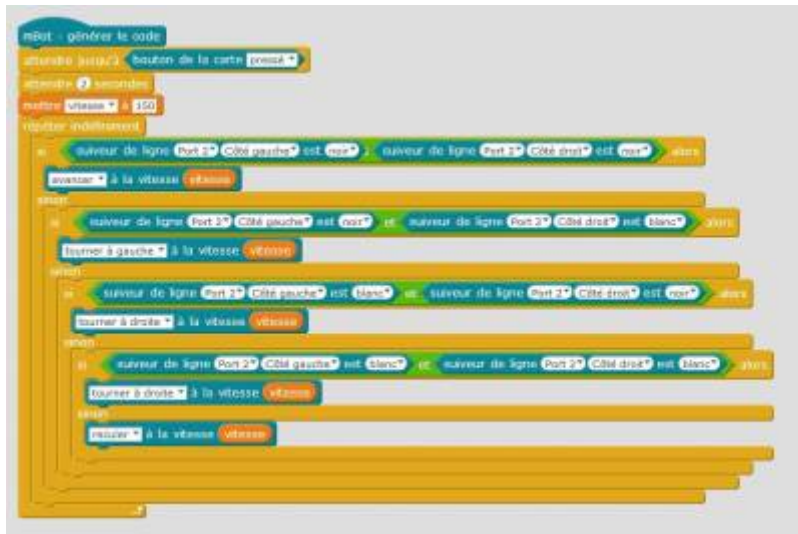 mBot - générer le code
attendre jusqu'à bouton de la carte pressé
attendre 2 secondes
mettre vitesse à 150
répéter indéfiniment
si suiveur de ligne Port 2 Côté gauche est noir suiveur de ligne Port 2 Côté droit est noir alors
avancer à la vitesse vitesse
sinon
si suiveur de ligne Port 2 Côté gauche est noir et suiveur de ligne Port 2 Côté droit est blanc alors
tourner à gauche à la vitesse vitesse
sinon
si suiveur de ligne Port 2 Côté gauche est blanc et suiveur de ligne Port 2 Côté droit est noir alors
tourner à droite à la vitesse vitesse
sinon
si suiveur de ligne Port 2 Côté gauche est blanc et suiveur de ligne Port 2 Côté droit est blanc alors
tourner à droite à la vitesse vitesse
sinon
reculer à la vitesse vitesse